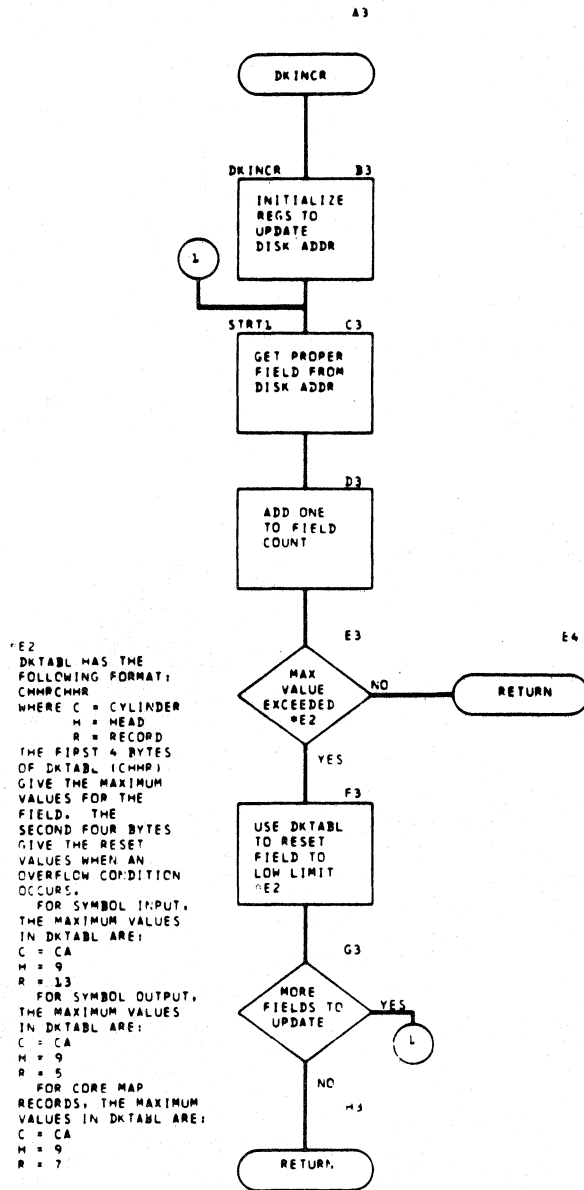 A3
DKINCR
DKINCR B3
INITIALIZE
REGS TO
UPDATE
DISK ADDR
1
STRT1 C3
GET PROPER
FIELD FROM
DISK ADDR
D3
ADD ONE
TO FIELD
COUNT
E3
MAX
VALUE
EXCEEDED
*E2
NO
E4
RETURN
YES
F3
USE DKTABL
TO RESET
FIELD TO
LOW LIMIT
*E2
G3
MORE
FIELDS TO
UPDATE
YES
1
NO
H3
RETURN
*E2
DKTABL HAS THE
FOLLOWING FORMAT:
CHHRCHHR
WHERE C = CYLINDER
H = HEAD
R = RECORD
THE FIRST 4 BYTES
OF DKTABL (CHHR)
GIVE THE MAXIMUM
VALUES FOR THE
FIELD. THE
SECOND FOUR BYTES
GIVE THE RESET
VALUES WHEN AN
OVERFLOW CONDITION
OCCURS.
FOR SYMBOL INPUT,
THE MAXIMUM VALUES
IN DKTABL ARE:
C = CA
H = 9
R = 13
FOR SYMBOL OUTPUT,
THE MAXIMUM VALUES
IN DKTABL ARE:
C = CA
H = 9
R = 5
FOR CORE MAP
RECORDS, THE MAXIMUM
VALUES IN DKTABL ARE:
C = CA
H = 9
R = 7